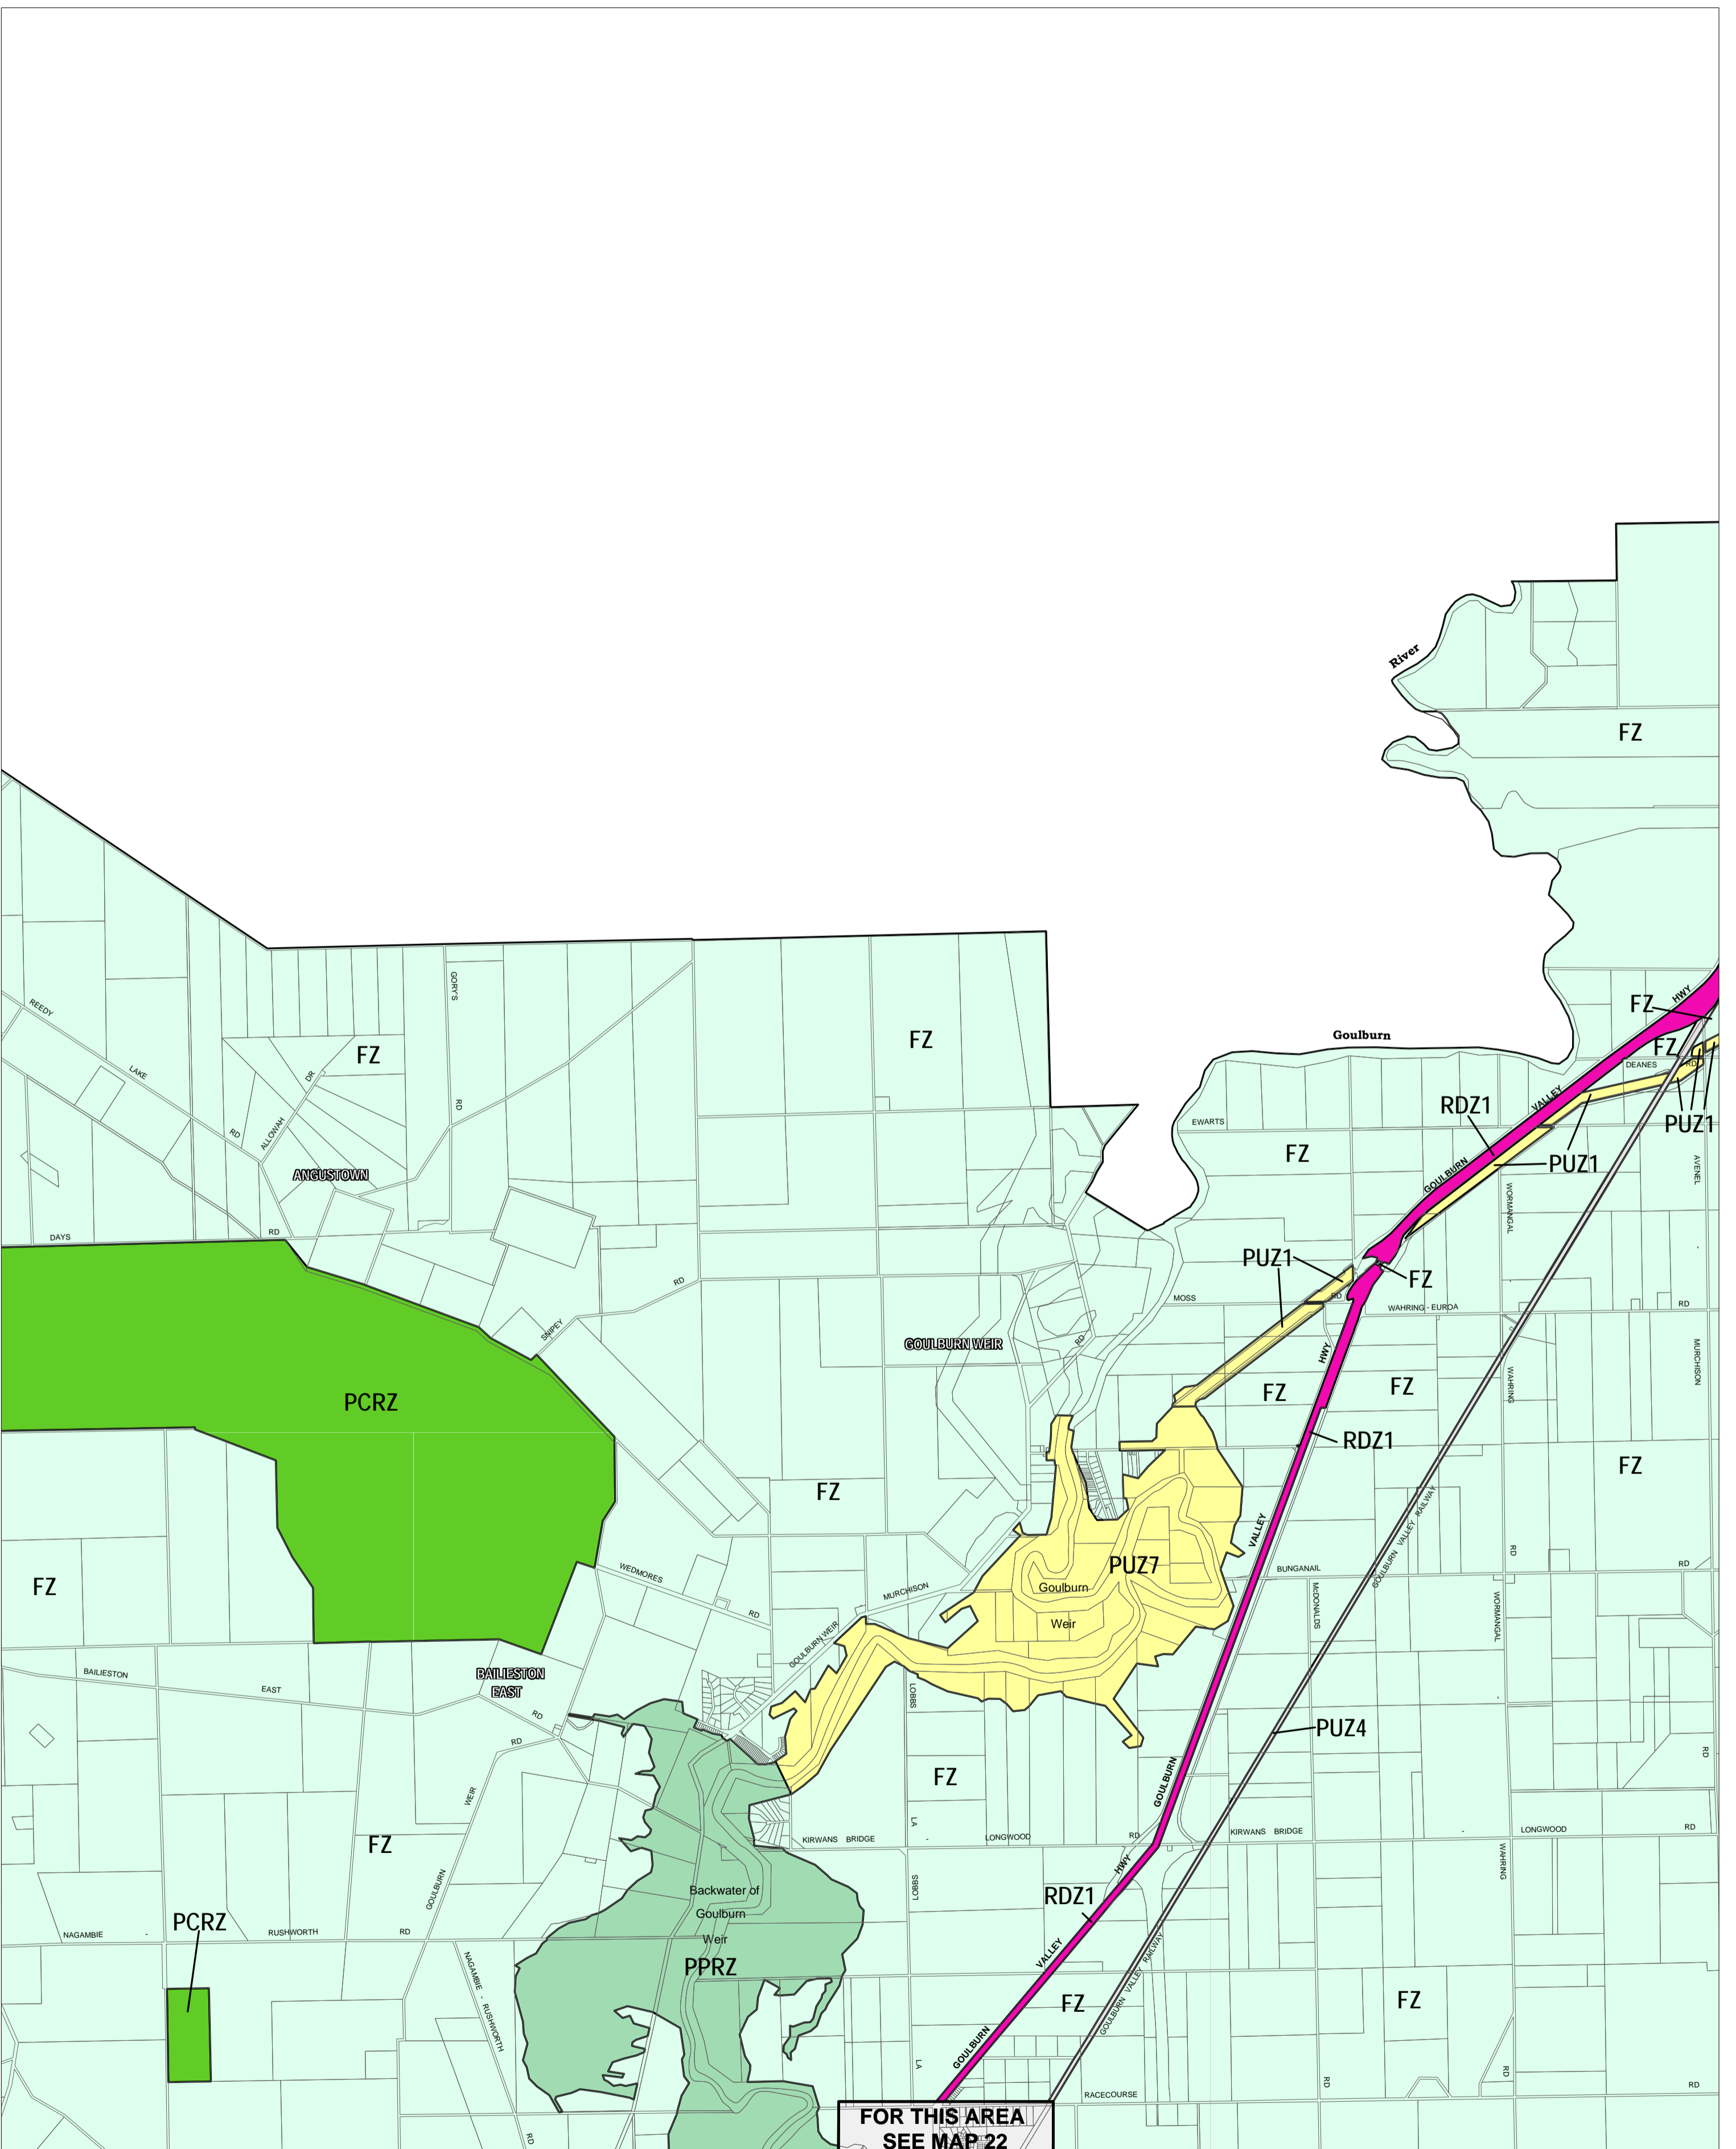 River
FZ
REEDY
LAKE
RD
GORY'S
RD
FZ
ALLOWAH
DR
ANGUSTOWN
DAYS
RD
FZ
Goulburn
HWY
FZ
FZ
DEANES
RD
VALLEY
RDZ1
PUZ1
EWARTS
FZ
GOULBURN
PUZ1
AVENEL
-
WORMANGAL
PUZ1
FZ
SNIPEY
RD
MOSS
RD
WAHRING - EUROA
RD
GOULBURN WEIR
RD
HWY
MURCHISON
WAHRING
PCRZ
FZ
FZ
RDZ1
FZ
FZ
VALLEY
GOULBURN VALLEY RAILWAY
RD
FZ
WEDMORES
RD
MURCHISON
-
GOULBURN WEIR
PUZ7
Goulburn
Weir
BUNGANAIL
RD
McDONALDS
WORMANGAL
-
BAILIESTON
EAST
RD
BAILIESTON
EAST
RD
LOBBS
PUZ4
RD
GOULBURN
FZ
WEIR
LA
KIRWANS BRIDGE
-
LONGWOOD
RD
KIRWANS BRIDGE
-
LONGWOOD
RD
FZ
GOULBURN
HWY
WAHRING
LOBBS
Backwater of
Goulburn
Weir
RDZ1
PCRZ
NAGAMBIE
-
RUSHWORTH
RD
NAGAMBIE - RUSHWORTH
RD
PPRZ
VALLEY
GOULBURN VALLEY RAILWAY
FZ
FZ
GOULBURN
LA
RACECOURSE
RD
RD
RD
FOR THIS AREA
SEE MAP 22